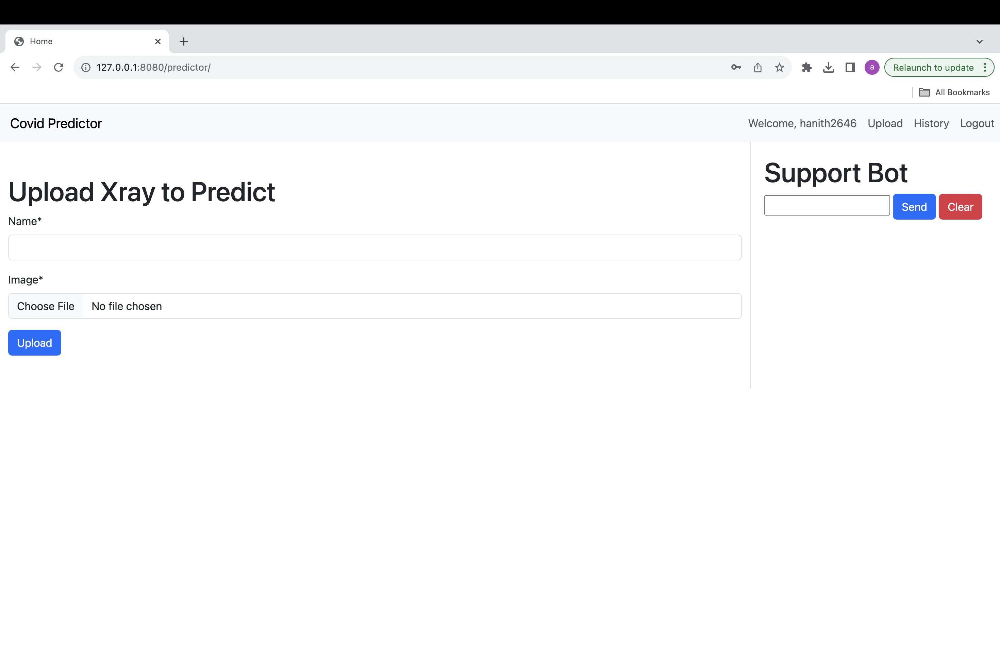 Home
127.0.0.1:8080/predictor/
a
Relaunch to update
All Bookmarks
Covid Predictor
Welcome, hanith2646 Upload History Logout
Upload Xray to Predict
Name*
Image*
Choose File No file chosen
Upload
Support Bot
Send Clear